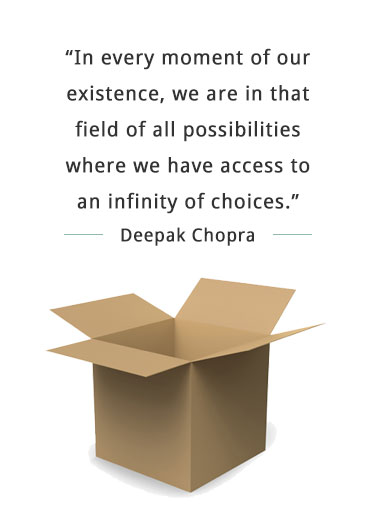 “In every moment of our
existence, we are in that
field of all possibilities
where we have access to
an infinity of choices.”
Deepak Chopra